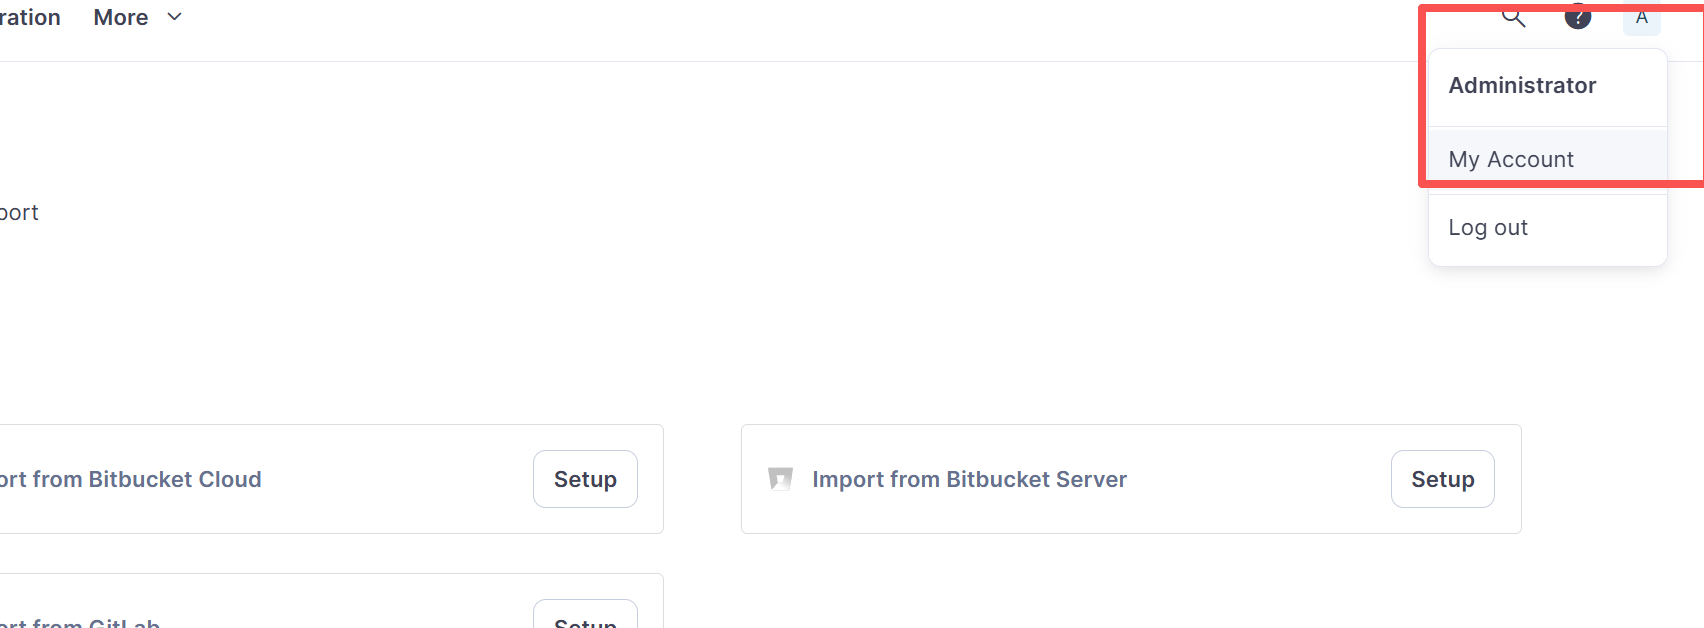 ration More
? A
Administrator
My Account
port
Log out
ort from Bitbucket Cloud Setup
Import from Bitbucket Server Setup
ort from GitLab Setup